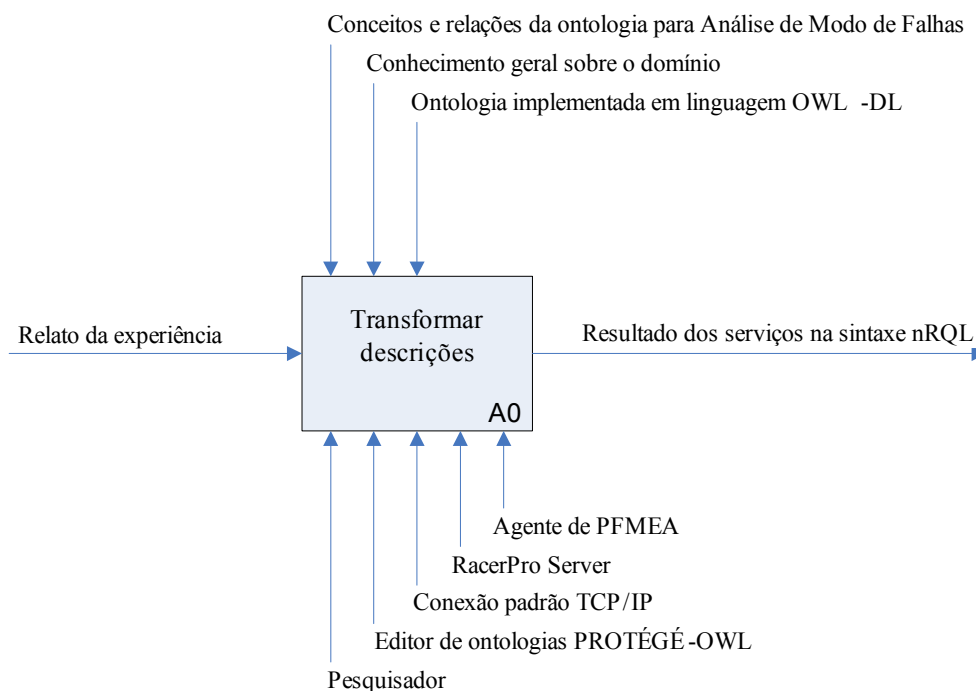 Conceitos e relações da ontologia para Análise de Modo de Falhas
Conhecimento geral sobre o domínio
Ontologia implementada em linguagem OWL -DL
Relato da experiência
Transformar
descrições
A0
Resultado dos serviços na sintaxe nRQL
Agente de PFMEA
RacerPro Server
Conexão padrão TCP/IP
Editor de ontologias PROTÉGÉ-OWL
Pesquisador